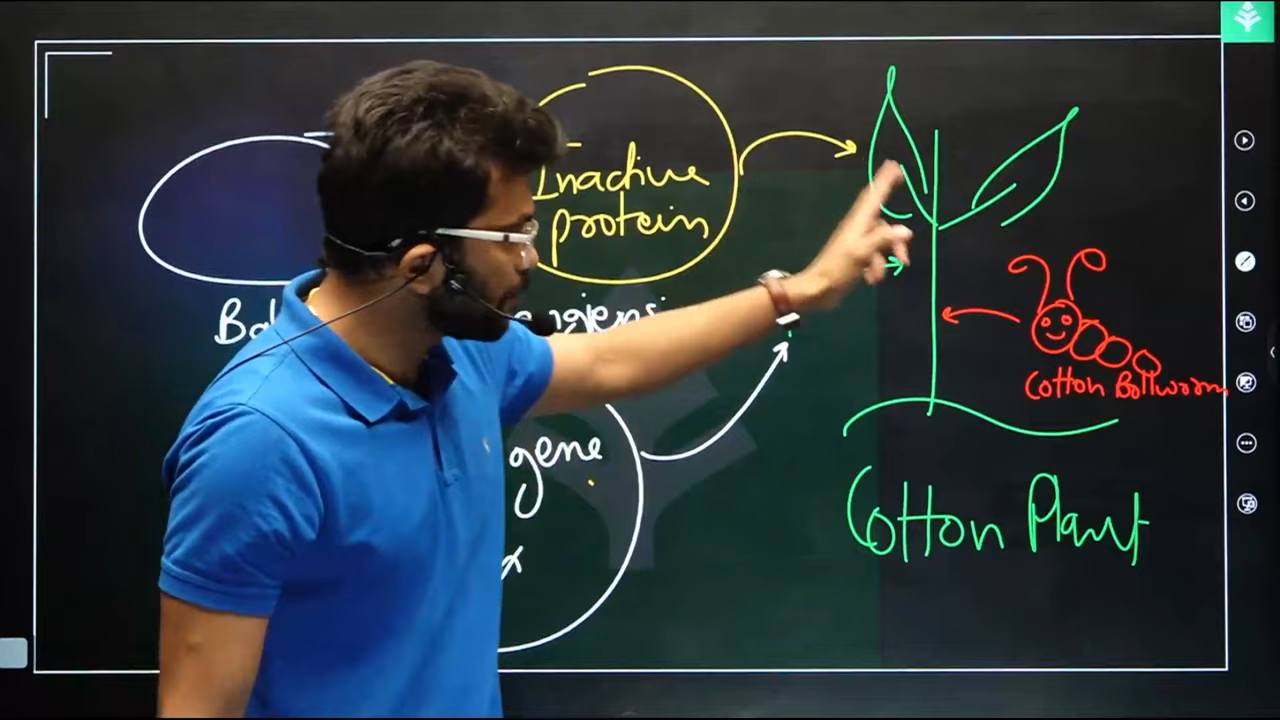 Inactive
protein
gene
Cotton Bollworm
Cotton Plant